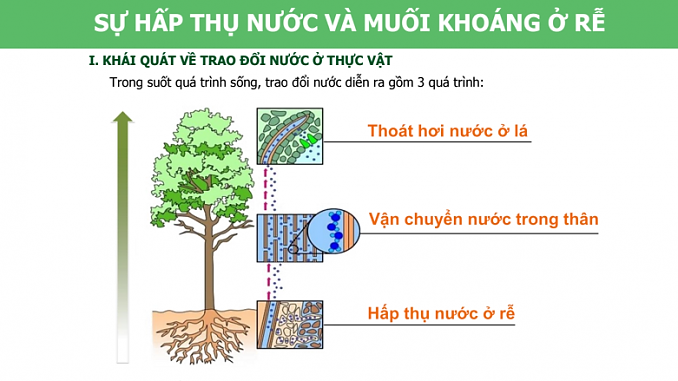 SỰ HẤP THỤ NƯỚC VÀ MUỐI KHOÁNG Ở RỄ
I. KHÁI QUÁT VỀ TRAO ĐỔI NƯỚC Ở THỰC VẬT
Trong suốt quá trình sống, trao đổi nước diễn ra gồm 3 quá trình:
Thoát hơi nước ở lá
Vận chuyển nước trong thân
Hấp thụ nước ở rễ